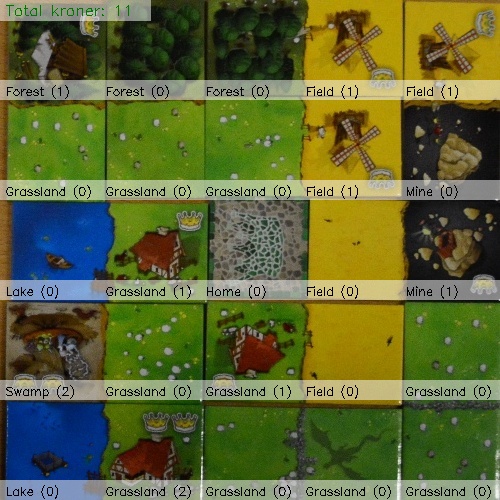 Total kroner: 11
Forest (1) Forest (0) Forest (0) Field (1) Field (1)
Grassland (0) Grassland (0) Grassland (0) Field (1) Mine (0)
Lake (0) Grassland (1) Home (0) Field (0) Mine (1)
Swamp (2) Grassland (0) Grassland (1) Field (0) Grassland (0)
Lake (0) Grassland (2) Grassland (0) Grassland (0) Grassland (0)